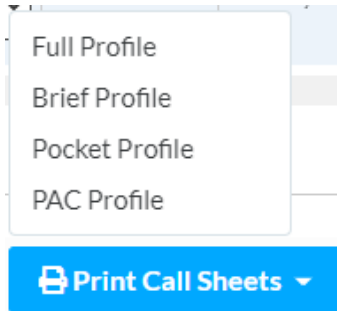 Full Profile
Brief Profile
Pocket Profile
PAC Profile
Print Call Sheets